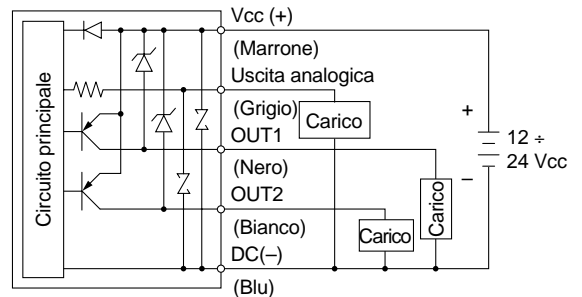 Circuito principale
Vcc (+)
(Marrone)
Uscita analogica
(Grigio)
OUT1
(Nero)
OUT2
(Bianco)
DC(–)
(Blu)
Carico
Carico
Carico
+
–
12 ÷
24 Vcc